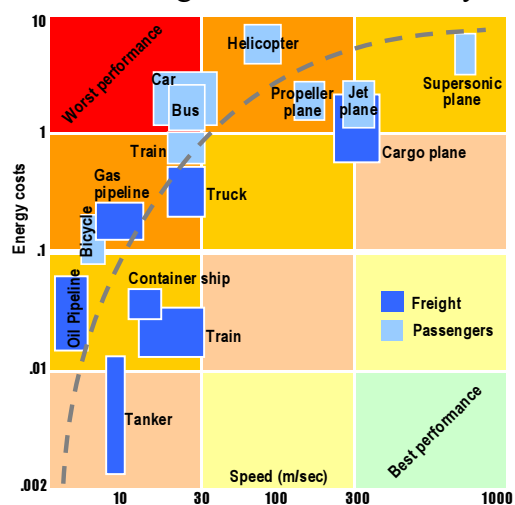 10
Worst performance
Helicopter
Car
Bus
Propeller
plane
Jet
plane
Supersonic
plane
1
Train
Cargo plane
Energy costs
Gas
pipeline
Truck
Bicycle
.1
Oil Pipeline
Container ship
Freight
Passengers
Train
.01
Tanker
Best performance
Speed (m/sec)
.002
10
30
100
300
1000